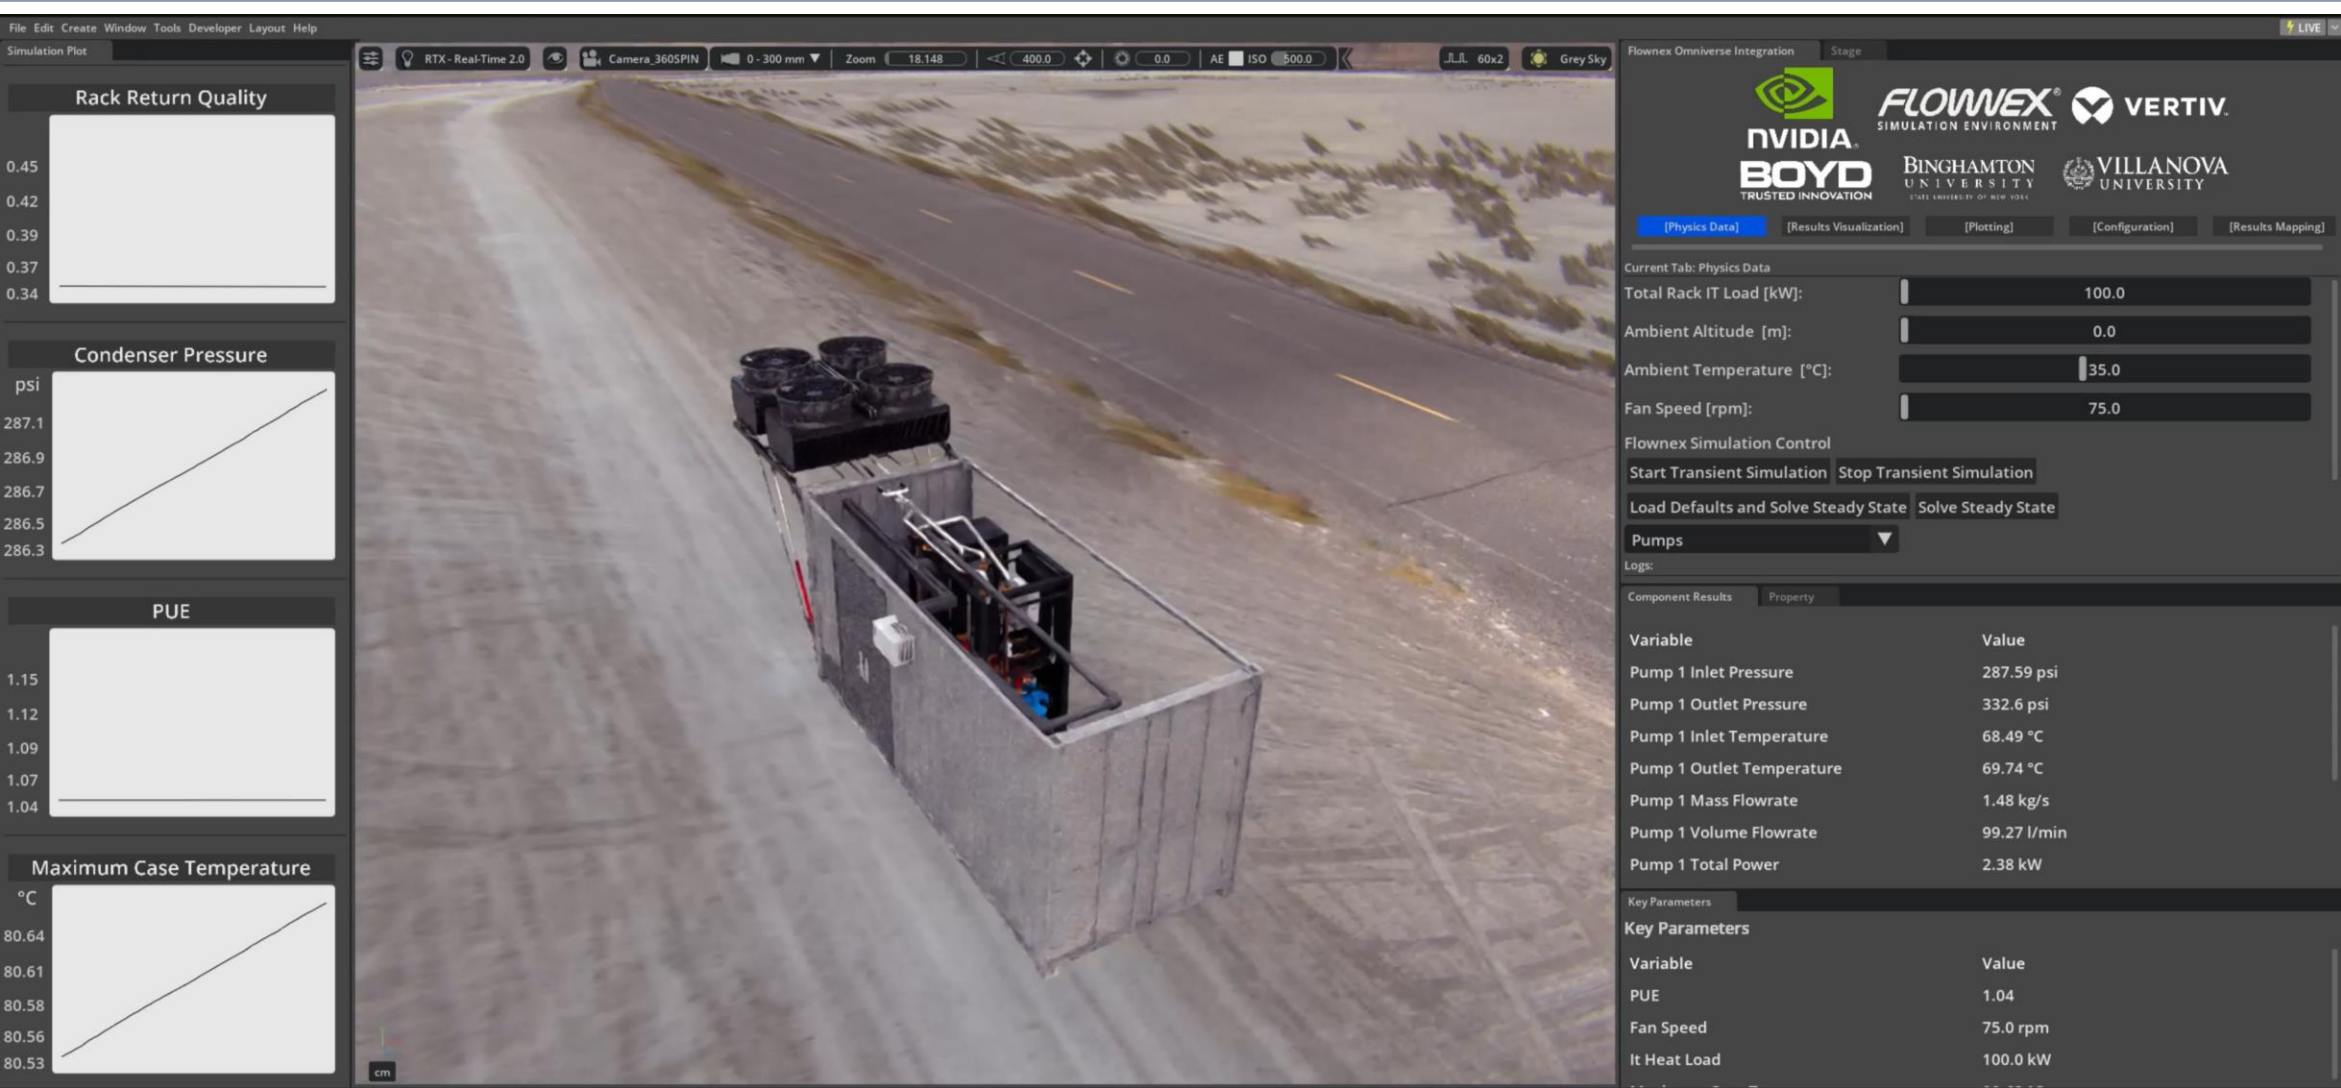 File Edit Create Window Tools Developer Layout Help
LIVE
Simulation Plot
Rack Return Quality
0.45
0.42
0.39
0.37
0.34
Condenser Pressure
psi
287.1
286.9
286.7
286.5
286.3
PUE
1.15
1.12
1.09
1.07
1.04
Maximum Case Temperature
°C
80.64
80.61
80.58
80.56
80.53
RTX - Real-Time 2.0
Camera_360SPIN
0 - 300 mm
Zoom 18.148
400.0
0.0
AE ISO 500.0
60x2
Grey Sky
cm
Flownex Omniverse Integration Stage
NVIDIA.
FLOWNEX®
SIMULATION ENVIRONMENT
VERTIV
BOYD
TRUSTED INNOVATION
BINGHAMTON
UNIVERSITY
STATE UNIVERSITY OF NEW YORK
VILLANOVA
UNIVERSITY
[Physics Data] [Results Visualization] [Plotting] [Configuration] [Results Mapping]
Current Tab: Physics Data
Total Rack IT Load [kW]: 100.0
Ambient Altitude [m]: 0.0
Ambient Temperature [°C]: 35.0
Fan Speed [rpm]: 75.0
Flownex Simulation Control
Start Transient Simulation Stop Transient Simulation
Load Defaults and Solve Steady State Solve Steady State
Pumps
Logs:
Component Results Property
Variable Value
Pump 1 Inlet Pressure 287.59 psi
Pump 1 Outlet Pressure 332.6 psi
Pump 1 Inlet Temperature 68.49 °C
Pump 1 Outlet Temperature 69.74 °C
Pump 1 Mass Flowrate 1.48 kg/s
Pump 1 Volume Flowrate 99.27 l/min
Pump 1 Total Power 2.38 kW
Key Parameters
Key Parameters
Variable Value
PUE 1.04
Fan Speed 75.0 rpm
It Heat Load 100.0 kW